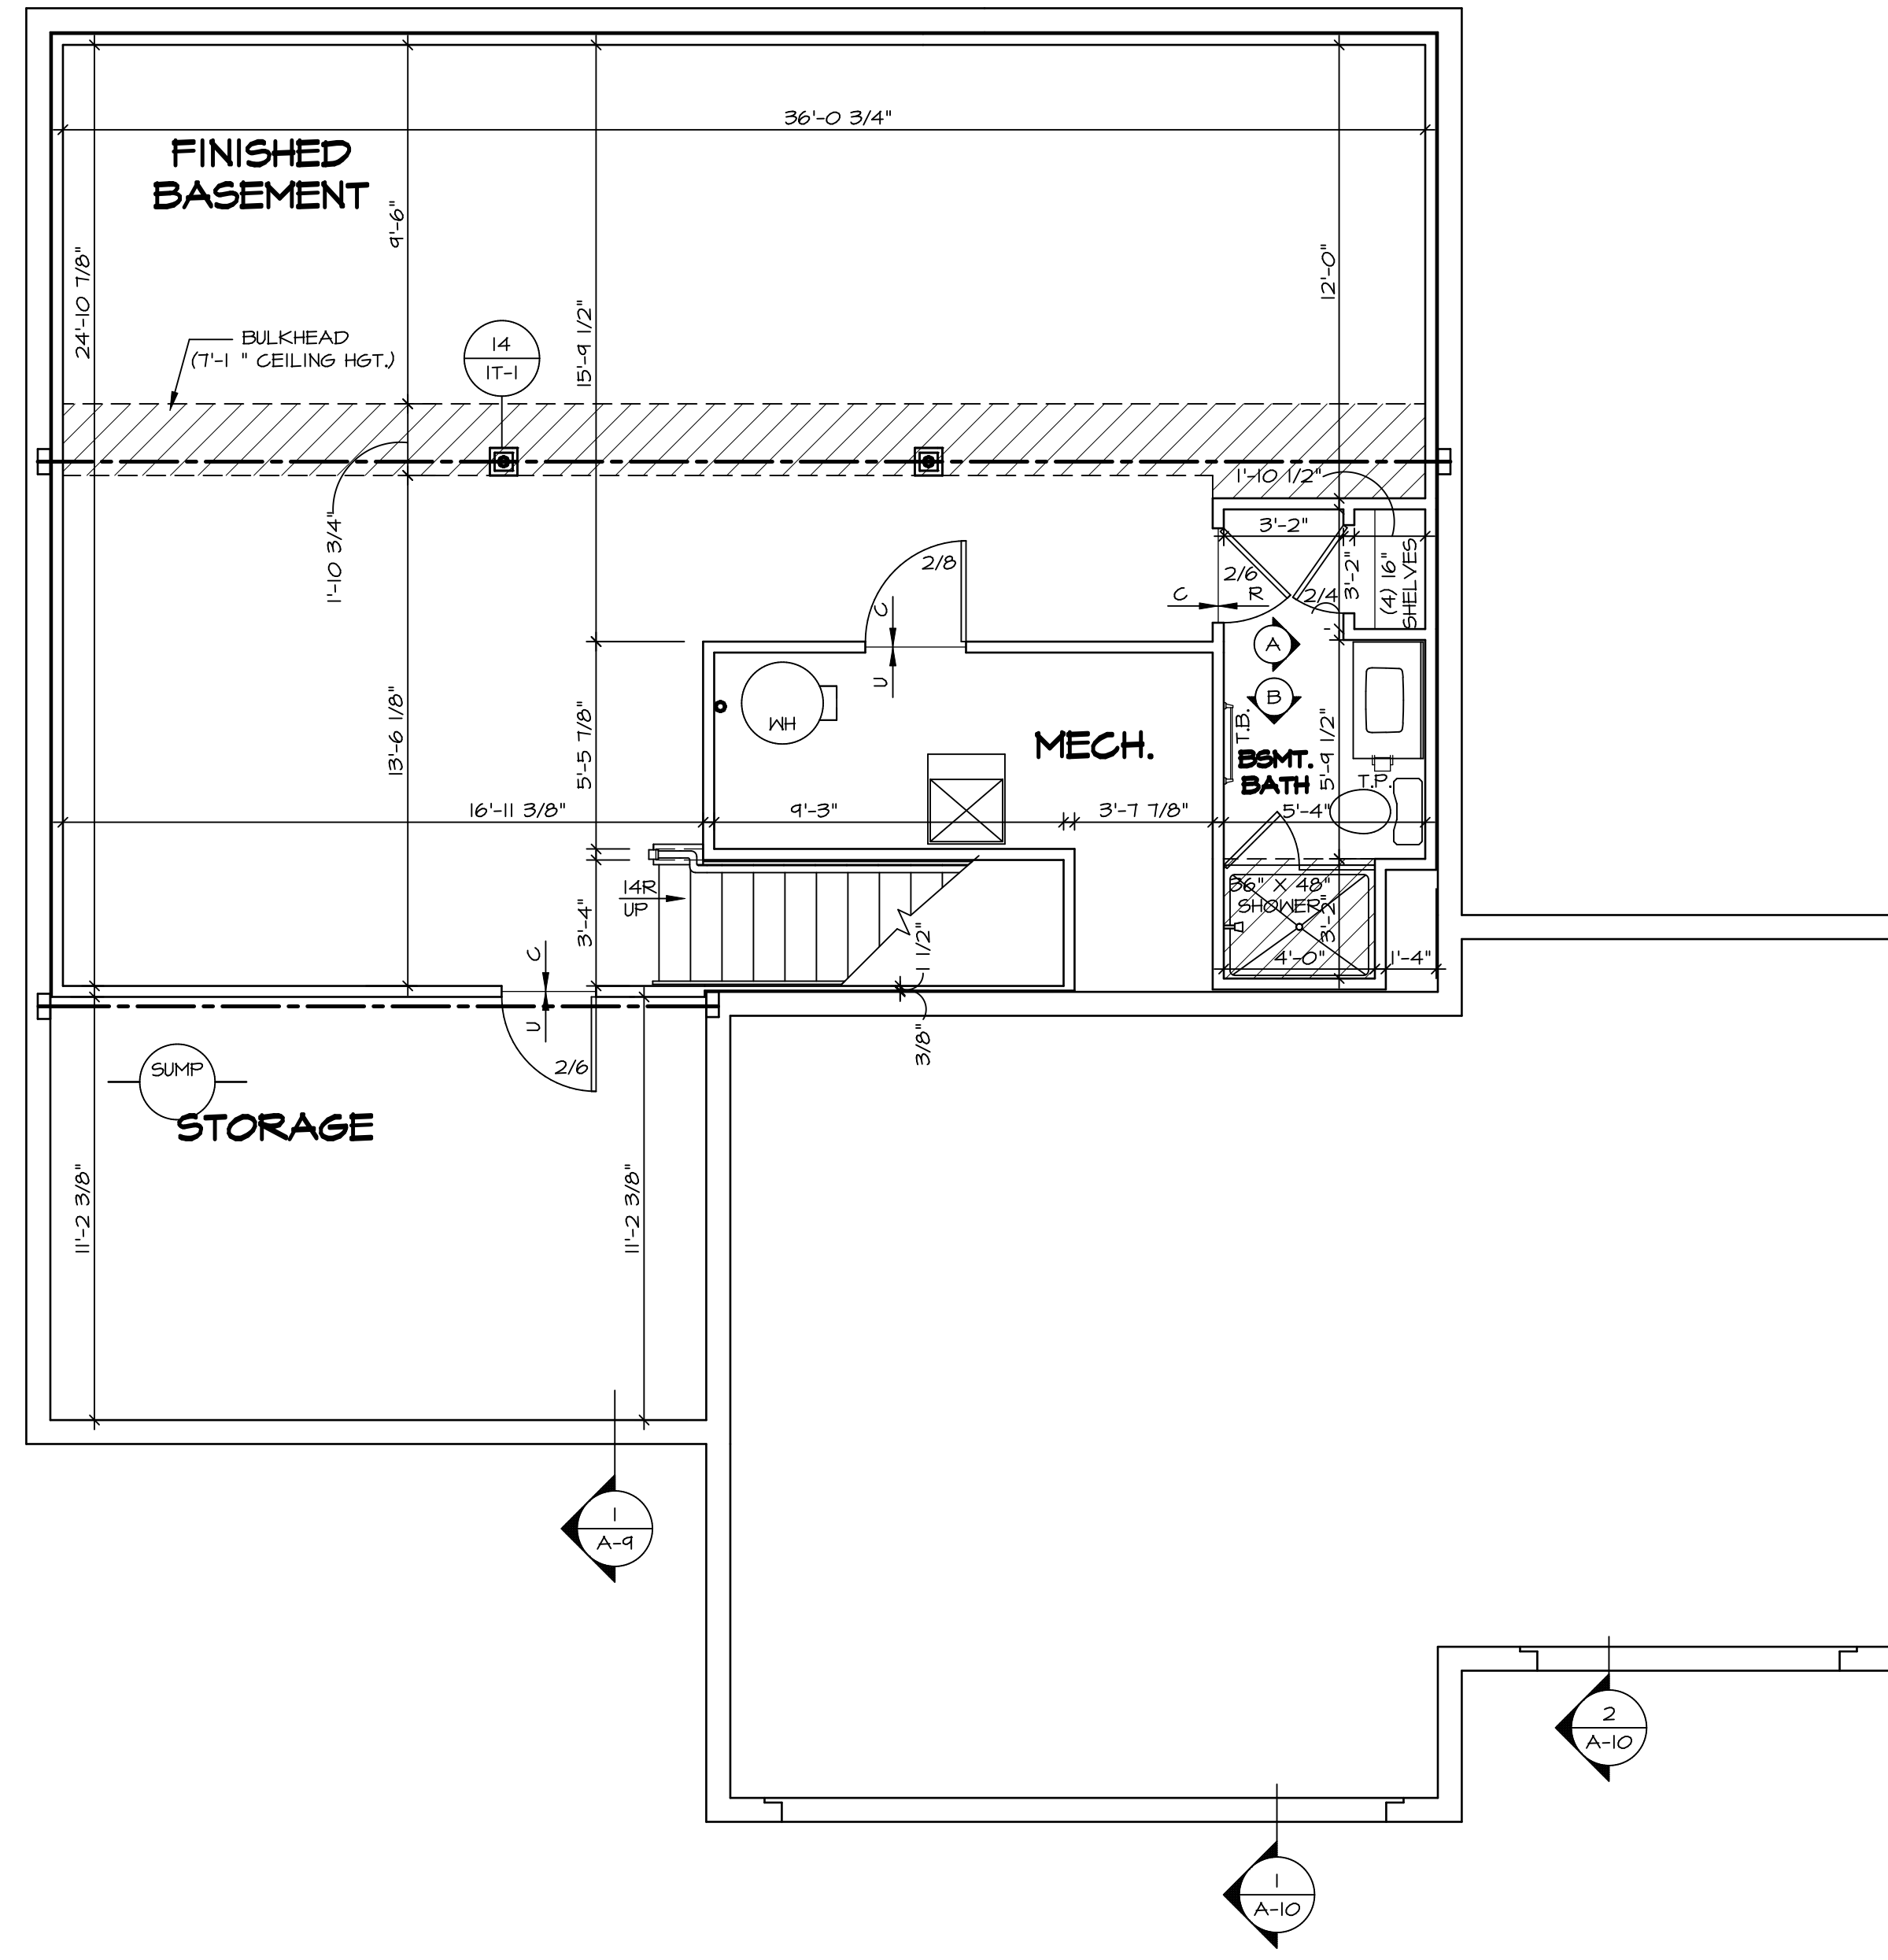 36'-0 3/4"
FINISHED
BASEMENT
9'-6"
24'-10 7/8"
15'-9 1/2"
12'-0"
BULKHEAD
(7'-1 " CEILING HGT.)
14
1T-1
1'-10 3/4"
1'-10 1/2"
3'-2"
2/6
2/4
3'-2"
(4) 16"
SHELVES
2/8
C
U
C
R
A
B
WH
MECH.
T.B.
BSMT.
BATH
5'-9 1/2"
T.P.
13'-6 1/8"
5'-5 7/8"
16'-11 3/8"
9'-3"
3'-7 7/8"
5'-4"
14R
UP
3'-4"
36" X 48"
SHOWER
3'-2"
4'-0"
1'-4"
1 1/2"
3/8"
C
U
2/6
SUMP
STORAGE
11'-2 3/8"
11'-2 3/8"
1
A-9
2
A-10
1
A-10